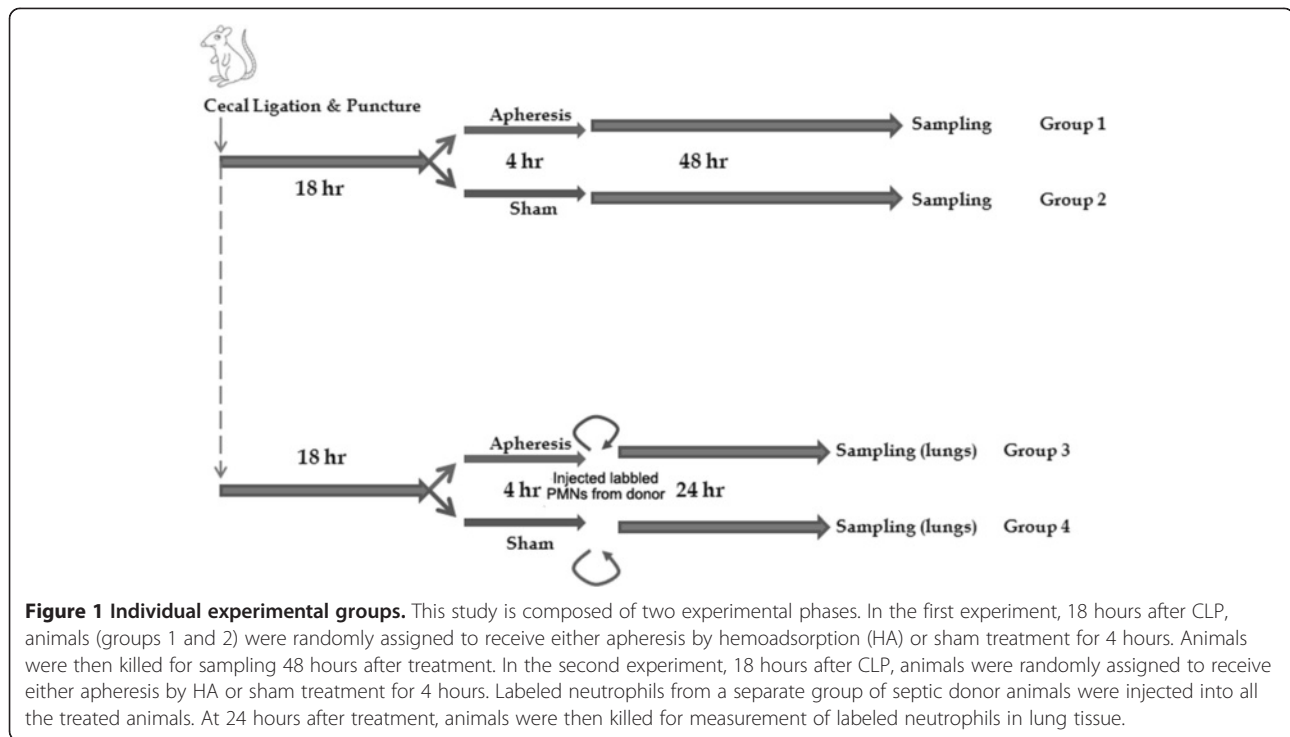 Cecal Ligation & Puncture
Apheresis
Sampling Group 1
18 hr
4 hr 48 hr
Sham
Sampling Group 2
18 hr
Apheresis
Sampling (lungs) Group 3
4 hr Injected labbled
PMNs from donor 24 hr
Sham
Sampling (lungs) Group 4
Figure 1 Individual experimental groups. This study is composed of two experimental phases. In the first experiment, 18 hours after CLP,
animals (groups 1 and 2) were randomly assigned to receive either apheresis by hemoadsorption (HA) or sham treatment for 4 hours. Animals
were then killed for sampling 48 hours after treatment. In the second experiment, 18 hours after CLP, animals were randomly assigned to receive
either apheresis by HA or sham treatment for 4 hours. Labeled neutrophils from a separate group of septic donor animals were injected into all
the treated animals. At 24 hours after treatment, animals were then killed for measurement of labeled neutrophils in lung tissue.